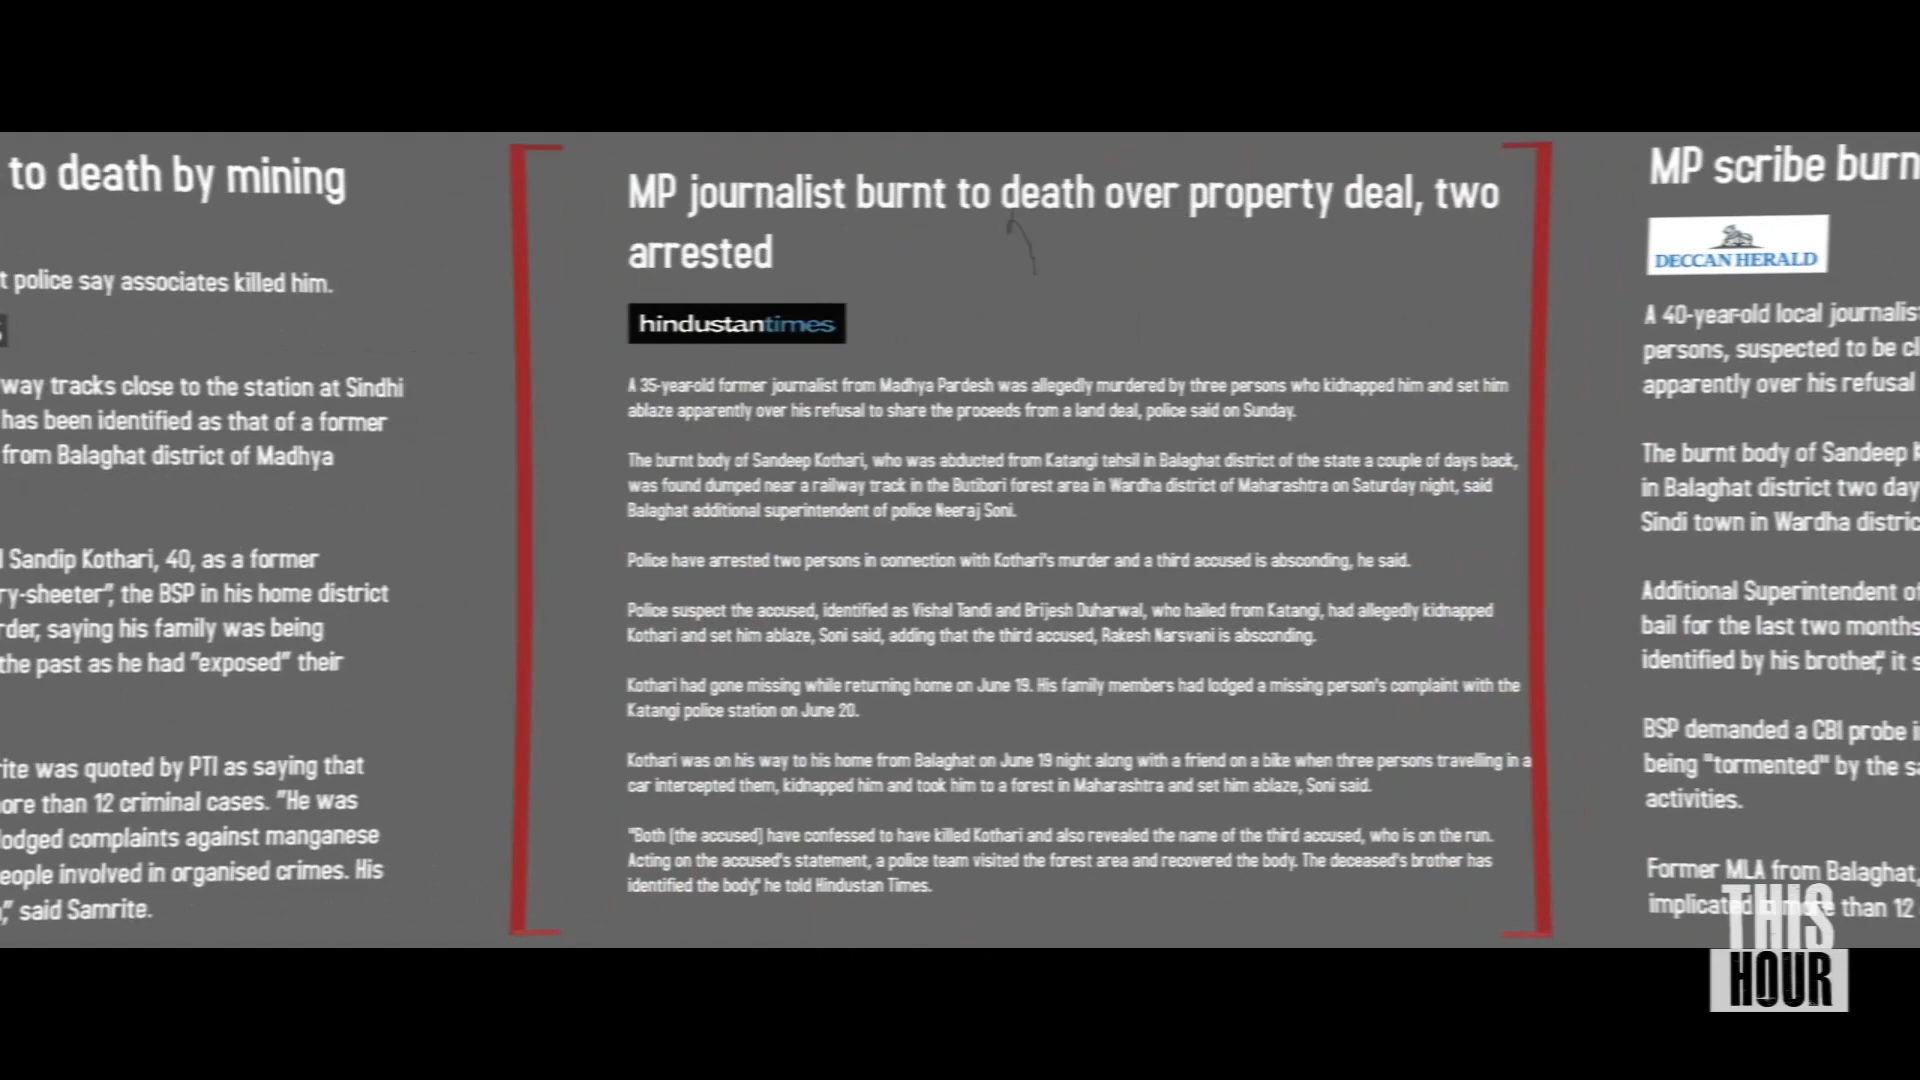 to death by mining
t police say associates killed him.
way tracks close to the station at Sindhi
has been identified as that of a former
from Balaghat district of Madhya
Sandip Kothari, 40, as a former
ry-sheeter", the BSP in his home district
rder, saying his family was being
the past as he had "exposed" their
rite was quoted by PTI as saying that
ore than 12 criminal cases. "He was
lodged complaints against manganese
eople involved in organised crimes. His
," said Samrite.
MP journalist burnt to death over property deal, two
arrested
hindustantimes
A 35-year-old former journalist from Madhya Pardesh was allegedly murdered by three persons who kidnapped him and set him
ablaze apparently over his refusal to share the proceeds from a land deal, police said on Sunday.
The burnt body of Sandeep Kothari, who was abducted from Katangi tehsil in Balaghat district of the state a couple of days back,
was found dumped near a railway track in the Butibori forest area in Wardha district of Maharashtra on Saturday night, said
Balaghat additional superintendent of police Neeraj Soni.
Police have arrested two persons in connection with Kothari's murder and a third accused is absconding, he said.
Police suspect the accused, identified as Vishal Tandi and Brijesh Duharwal, who hailed from Katangi, had allegedly kidnapped
Kothari and set him ablaze, Soni said, adding that the third accused, Rakesh Narsvani is absconding.
Kothari had gone missing while returning home on June 19. His family members had lodged a missing person's complaint with the
Katangi police station on June 20.
Kothari was on his way to his home from Balaghat on June 19 night along with a friend on a bike when three persons travelling in a
car intercepted them, kidnapped him and took him to a forest in Maharashtra and set him ablaze, Soni said.
"Both (the accused) have confessed to have killed Kothari and also revealed the name of the third accused, who is on the run.
Acting on the accused's statement, a police team visited the forest area and recovered the body. The deceased's brother has
identified the body," he told Hindustan Times.
MP scribe burn
DECCAN HERALD
A 40-year-old local journalis
persons, suspected to be cl
apparently over his refusal
The burnt body of Sandeep K
in Balaghat district two day
Sindi town in Wardha distric
Additional Superintendent of
bail for the last two months
identified by his brother," it s
BSP demanded a CBI probe i
being "tormented" by the sa
activities.
Former MLA from Balaghat,
implicated in more than 12
THIS
HOUR